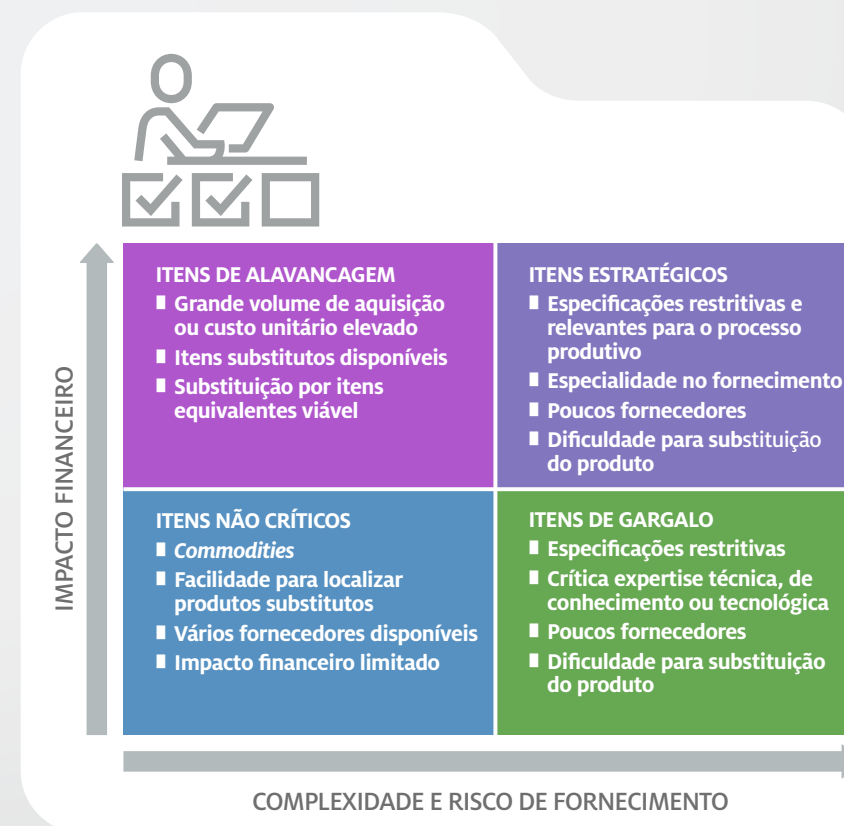 ITENS DE ALAVANCAGEM
■ Grande volume de aquisição
ou custo unitário elevado
■ Itens substitutos disponíveis
■ Substituição por itens
equivalentes viável
ITENS ESTRATÉGICOS
■ Especificações restritivas e
relevantes para o processo
produtivo
■ Especialidade no fornecimento
■ Poucos fornecedores
■ Dificuldade para substituição
do produto
IMPACTO FINANCEIRO
ITENS NÃO CRÍTICOS
■ Commodities
■ Facilidade para localizar
produtos substitutos
■ Vários fornecedores disponíveis
■ Impacto financeiro limitado
ITENS DE GARGALO
■ Especificações restritivas
■ Crítica expertise técnica, de
conhecimento ou tecnológica
■ Poucos fornecedores
■ Dificuldade para substituição
do produto
COMPLEXIDADE E RISCO DE FORNECIMENTO